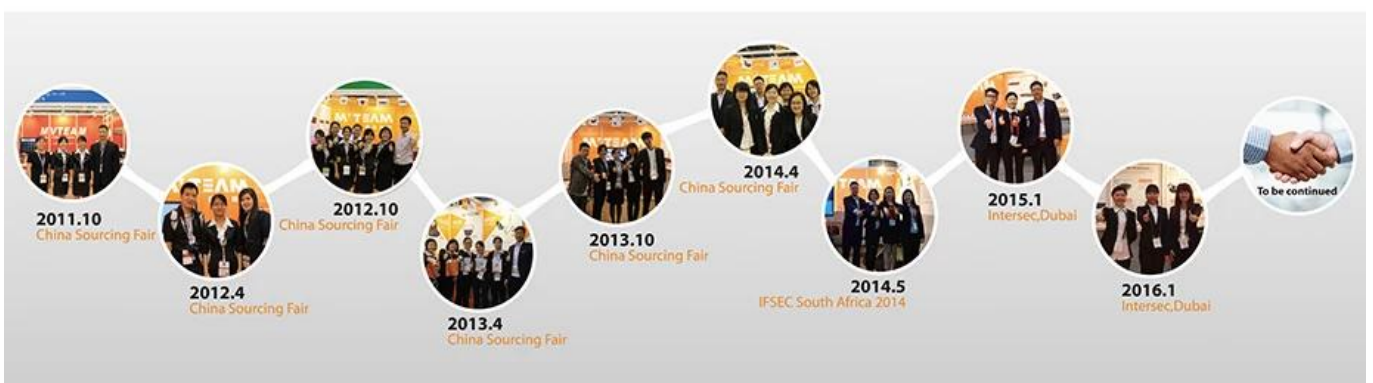 MVTEAM
2011.10
China Sourcing Fair
2012.4
China Sourcing Fair
2012.10
China Sourcing Fair
2013.4
China Sourcing Fair
2013.10
China Sourcing Fair
2014.4
China Sourcing Fair
2014.5
IFSEC South Africa 2014
2015.1
Intersec,Dubai
2016.1
Intersec,Dubai
To be continued